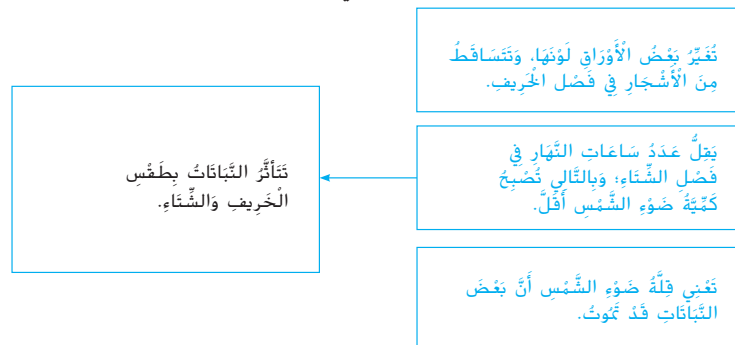 تُغَيِّرُ بَعْضُ الْأَوْرَاقِ لَوْنَهَا، وَتَتَسَاقَطُ
مِنَ الْأَشْجَارِ فِي فَصْلِ الْخَرِيفِ.
يَقِلُّ عَدَدُ سَاعَاتِ النَّهَارِ فِي
فَصْلِ الشِّتَاءِ؛ وَبِالتَّالِي تُصْبِحُ
كَمِّيَّةُ ضَوْءِ الشَّمْسِ أَقَلَّ.
تَعْنِي قِلَّةُ ضَوْءِ الشَّمْسِ أَنَّ بَعْضَ
النَّبَاتَاتِ قَدْ تَمُوتُ.
تَتَأَثَّرُ النَّبَاتَاتُ بِطَقْسِ
الْخَرِيفِ وَالشِّتَاءِ.